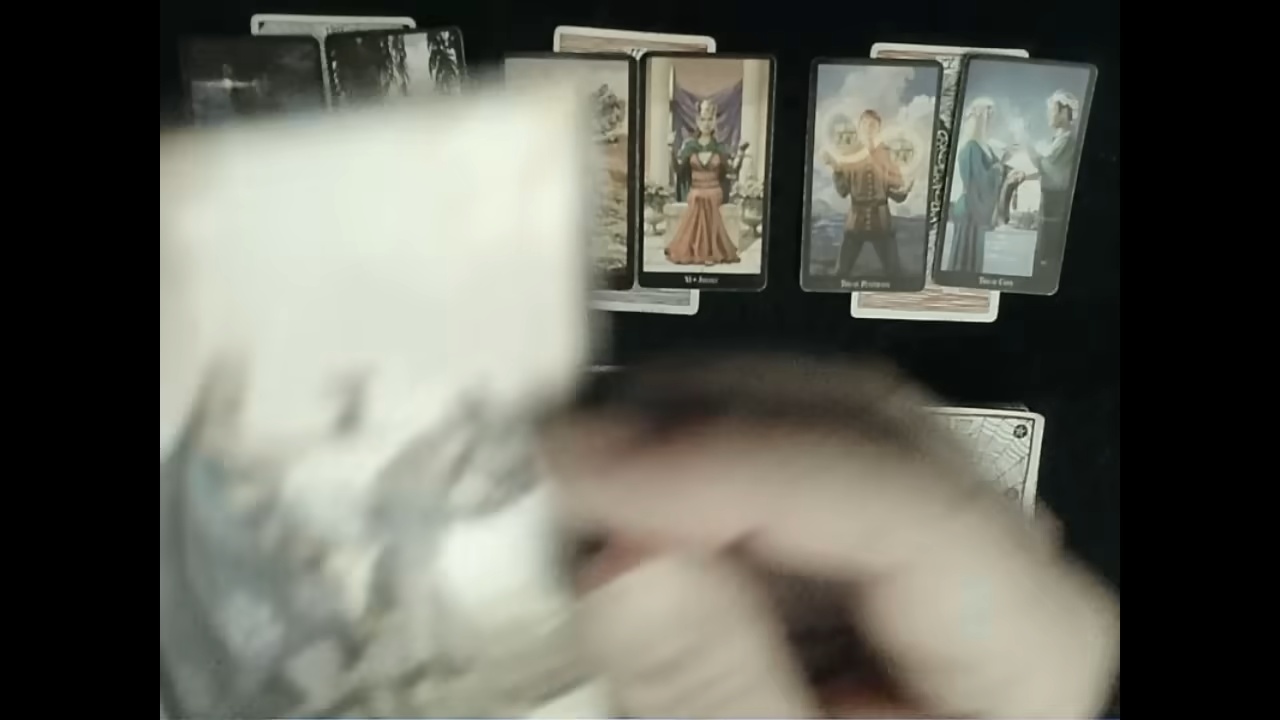 XI • Justice
Two of Pentacles
Two of Cups